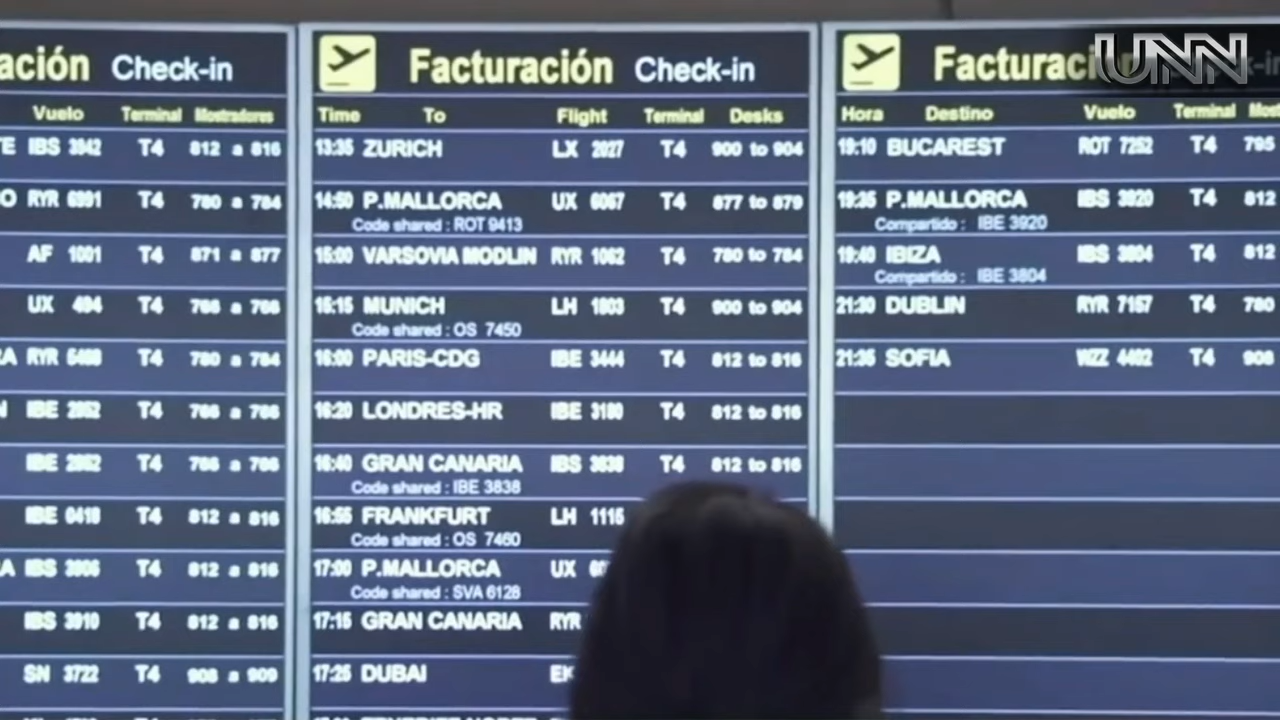 ación Check-in
Vuelo Terminal Mostradores
TE IBS 3942 T4 812 a 816
O RYR 6991 T4 780 a 784
AF 1001 T4 871 a 877
UX 494 T4 766 a 766
RA RYR T4 780 a 784
N IBE T4 766 a 766
IBE T4 766 a 766
IBE 0418 T4 812 a 816
A IBS T4 812 a 816
IBS 3910 T4 812 a 816
SN 3722 T4 908 a 909
Facturación Check-in
Time To Flight Terminal Desks
13:35 ZURICH LX 2027 T4 900 to 904
14:50 P.MALLORCA UX 6067 T4 877 to 879
Code shared : ROT 9413
15:00 VARSOVIA MODLIN RYR 1062 T4 780 to 784
15:15 MUNICH LH 1803 T4 900 to 904
Code shared : OS 7450
16:00 PARIS-CDG IBE 3444 T4 812 to 816
16:20 LONDRES-HR IBE 3180 T4 812 to 816
16:40 GRAN CANARIA IBS 3838 T4 812 to 816
Code shared : IBE 3838
16:55 FRANKFURT LH 1115
Code shared : OS 7460
17:00 P.MALLORCA UX
Code shared : SVA 6128
17:15 GRAN CANARIA RYR
17:25 DUBAI EK
UNN
Facturaci
Hora Destino Vuelo Terminal Mos
19:10 BUCAREST ROT 7252 T4 795
19:35 P.MALLORCA IBS 3920 T4 812
Compartido : IBE 3920
19:40 IBIZA IBS 3804 T4 812
Compartido : IBE 3804
21:30 DUBLIN RYR 7157 T4 780
21:35 SOFIA WZZ 4402 T4 908